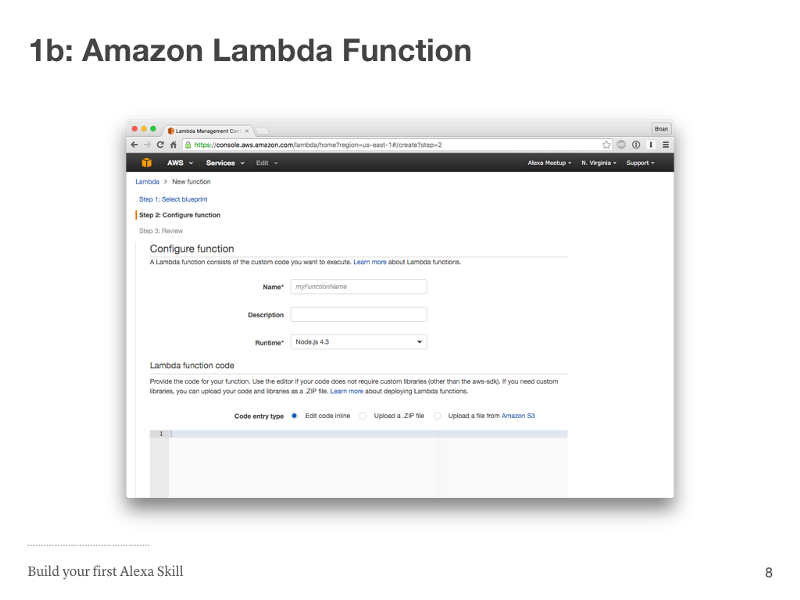 1b: Amazon Lambda Function
Lambda Management Con
Brian
https://console.aws.amazon.com/lambda/home?region=us-east-1#/create?step=2
AWS Services Edit Alexa Meetup N. Virginia Support
Lambda > New function
Step 1: Select blueprint
Step 2: Configure function
Step 3: Review
Configure function
A Lambda function consists of the custom code you want to execute. Learn more about Lambda functions.
Name* myFunctionName
Description
Runtime* Node.js 4.3
Lambda function code
Provide the code for your function. Use the editor if your code does not require custom libraries (other than the aws-sdk). If you need custom
libraries, you can upload your code and libraries as a .ZIP file. Learn more about deploying Lambda functions.
Code entry type Edit code inline Upload a .ZIP file Upload a file from Amazon S3
1
Build your first Alexa Skill
8